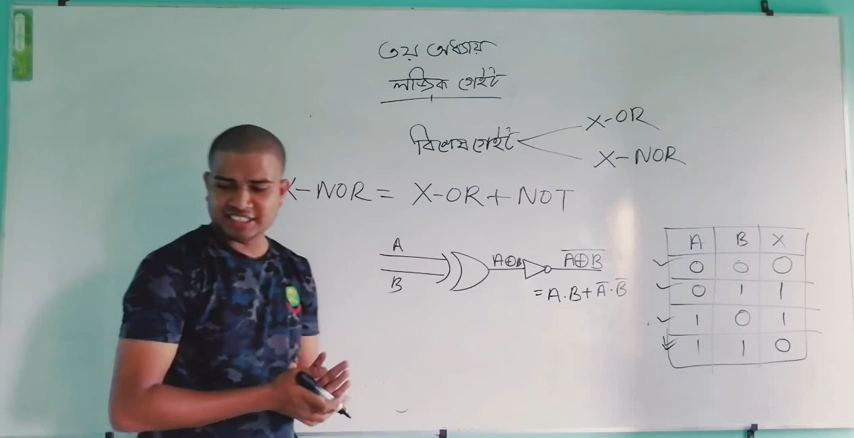 ৩য় অধ্যায়
লজিক গেইট
বিশেষ গেইট
X-OR
X-NOR
X-NOR = X-OR + NOT
A
B
A⊕B
A̅⊕̅B̅
= A.B + A̅.B̅
A B X
0 0 0
0 1 1
1 0 1
1 1 0